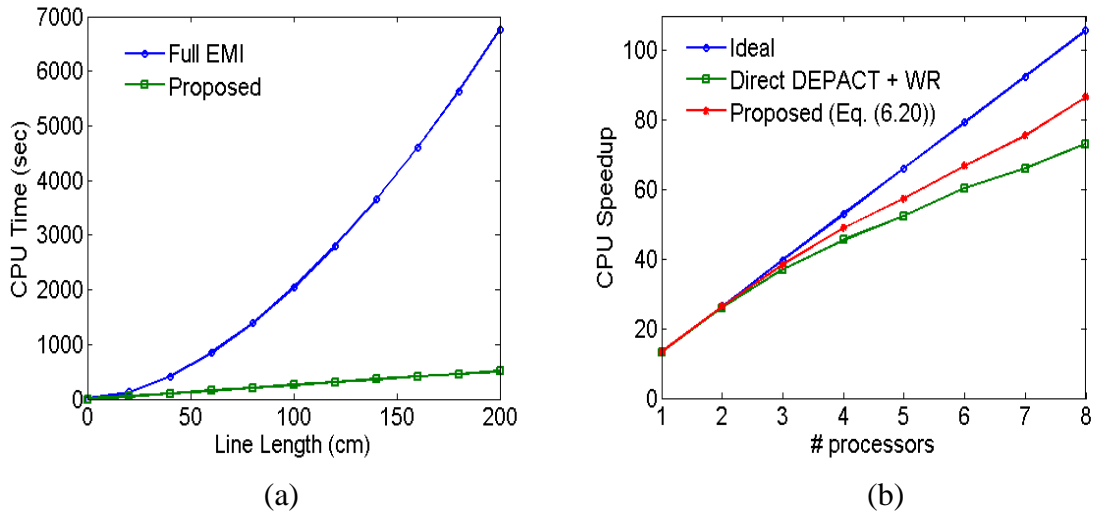 7000
6000
5000
4000
3000
2000
1000
0
CPU Time (sec)
Full EMI
Proposed
0
50
100
150
200
Line Length (cm)
(a)
100
80
60
40
20
0
CPU Speedup
Ideal
Direct DEPACT + WR
Proposed (Eq. (6.20))
1
2
3
4
5
6
7
8
# processors
(b)